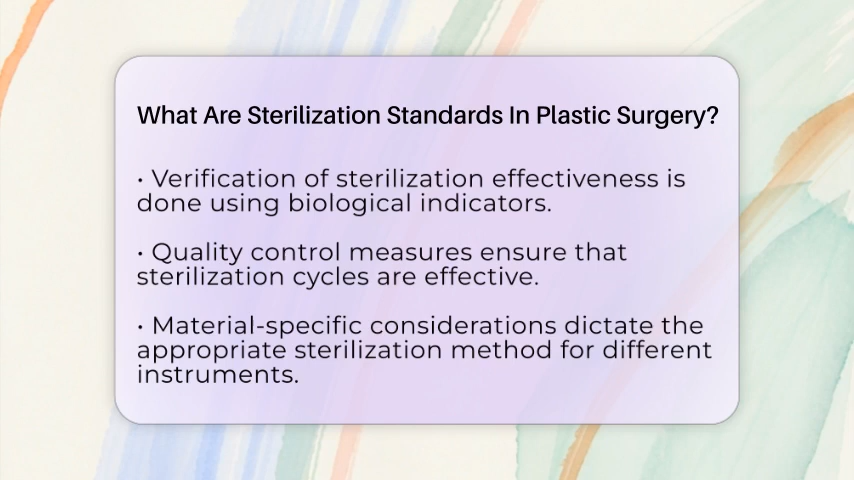 What Are Sterilization Standards In Plastic Surgery?
• Verification of sterilization effectiveness is
done using biological indicators.
• Quality control measures ensure that
sterilization cycles are effective.
• Material-specific considerations dictate the
appropriate sterilization method for different
instruments.